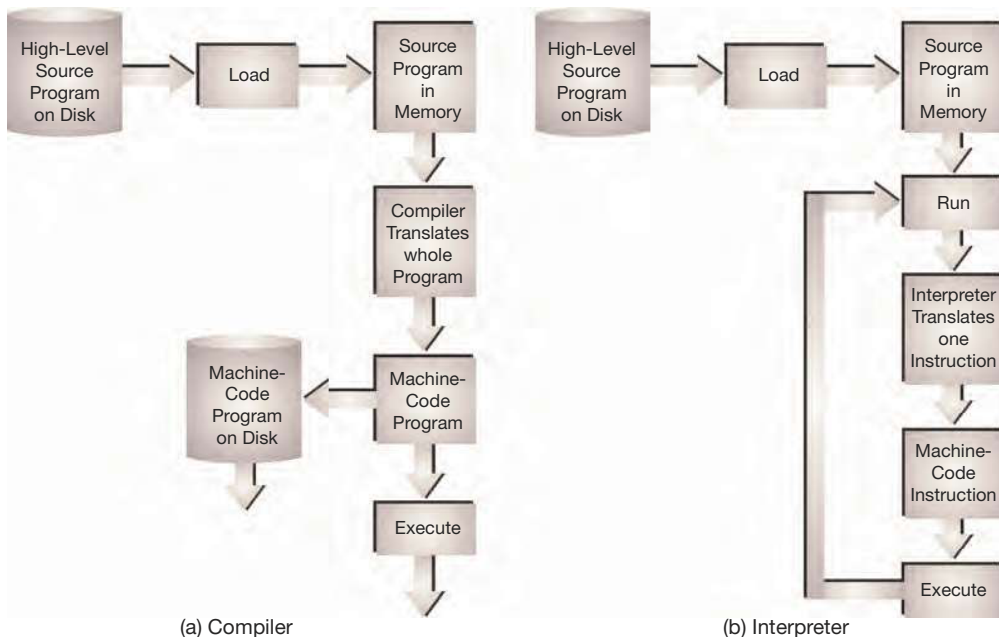 High-Level
Source
Program
on Disk
Load
Source
Program
in
Memory
Compiler
Translates
whole
Program
Machine-
Code
Program
on Disk
Machine-
Code
Program
Execute
(a) Compiler
High-Level
Source
Program
on Disk
Load
Source
Program
in
Memory
Run
Interpreter
Translates
one
Instruction
Machine-
Code
Instruction
Execute
(b) Interpreter